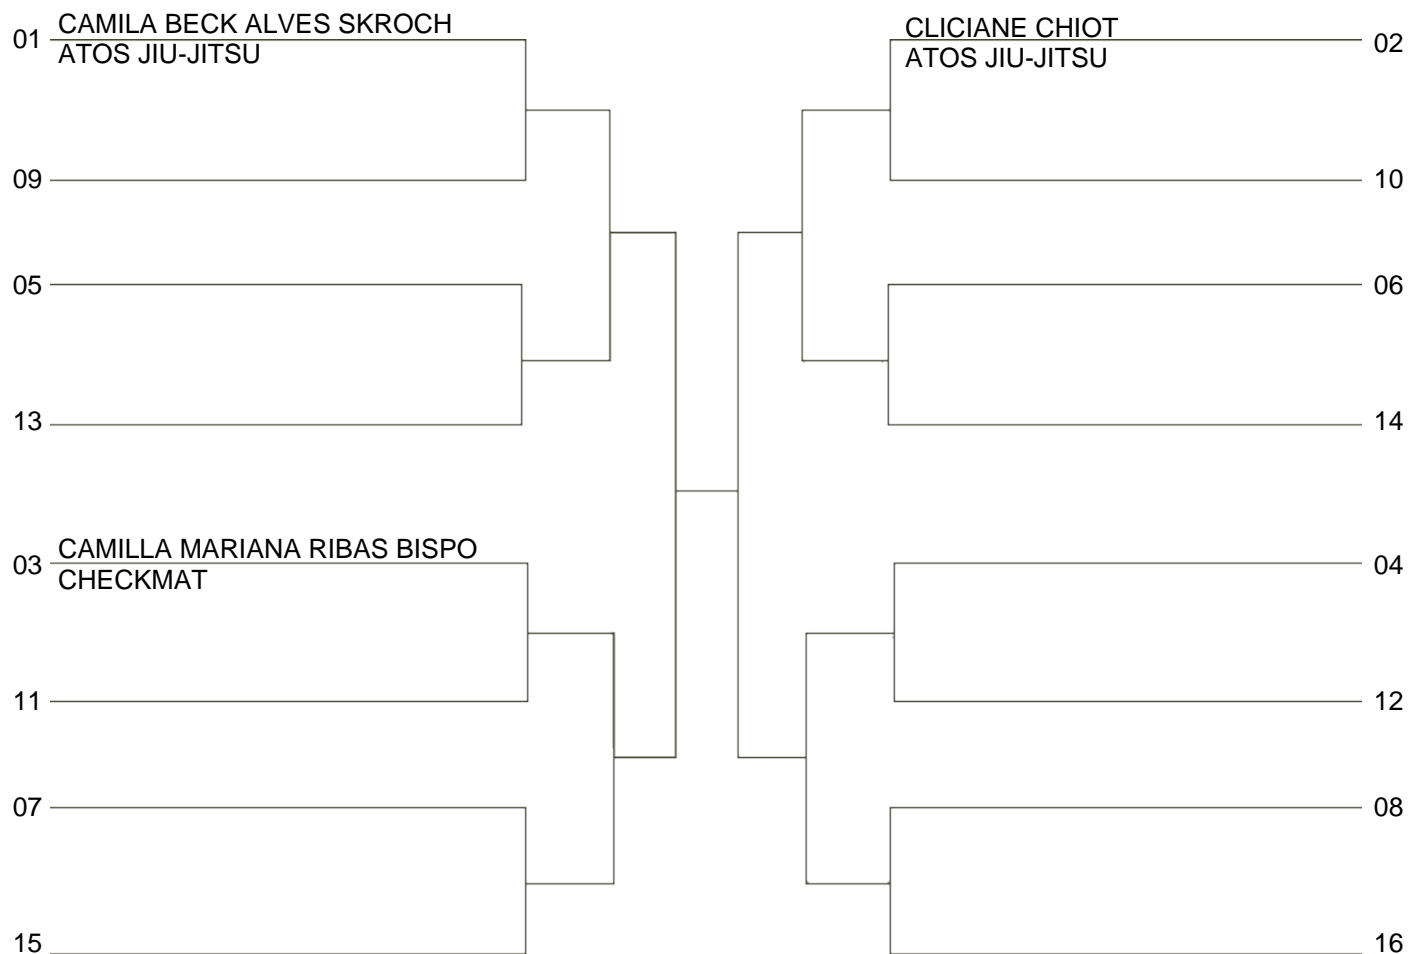 01 CAMILA BECK ALVES SKROCH
ATOS JIU-JITSU
09
05
13
03 CAMILLA MARIANA RIBAS BISPO
CHECKMAT
11
07
15
CLICIANE CHIOT 02
ATOS JIU-JITSU
10
06
14
04
12
08
16